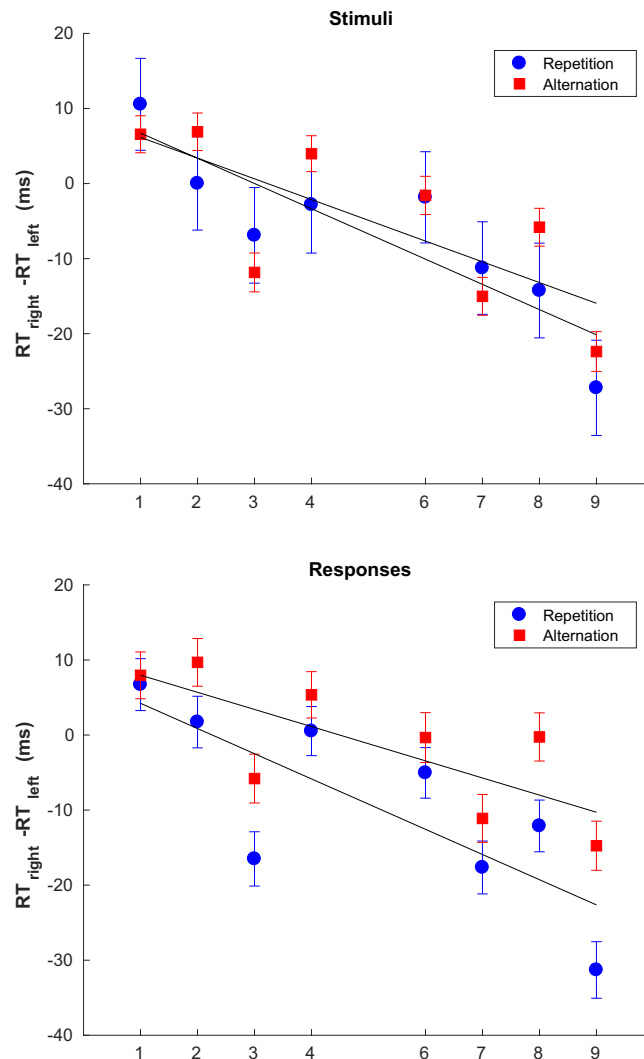 Stimuli
20
10
0
-10
-20
-30
-40
RT right -RT left (ms)
Repetition
Alternation
1 2 3 4 6 7 8 9
Responses
20
10
0
-10
-20
-30
-40
RT right -RT left (ms)
Repetition
Alternation
1 2 3 4 6 7 8 9